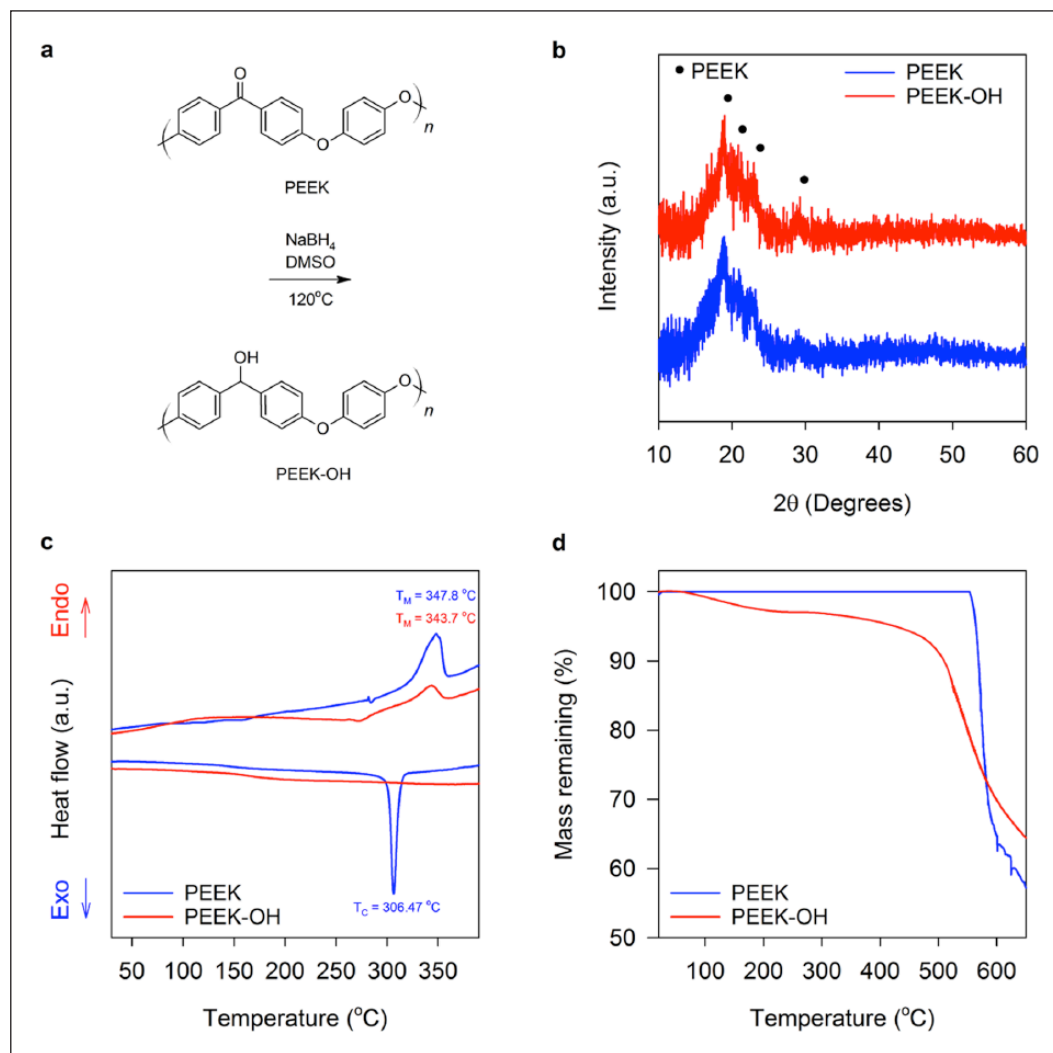 a
O
O
O
n
PEEK
NaBH₄
DMSO
120°C
OH
O
O
n
PEEK-OH
b
• PEEK
PEEK
PEEK-OH
Intensity (a.u.)
10 20 30 40 50 60
2θ (Degrees)
c
Endo
Heat flow (a.u.)
Exo
T_M = 347.8 °C
T_M = 343.7 °C
PEEK
PEEK-OH
T_C = 306.47 °C
50 100 150 200 250 300 350
Temperature (°C)
d
Mass remaining (%)
100
90
80
70
60
50
PEEK
PEEK-OH
100 200 300 400 500 600
Temperature (°C)